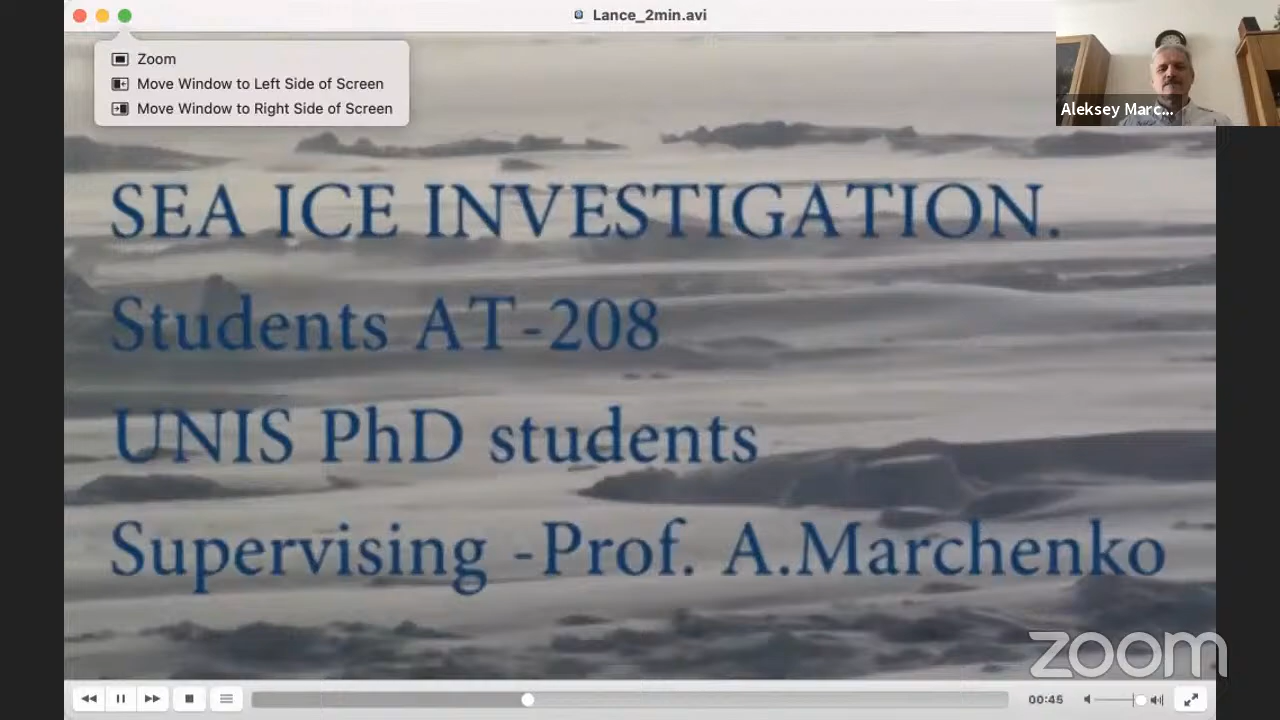 Lance_2min.avi
Zoom
Move Window to Left Side of Screen
Move Window to Right Side of Screen
Aleksey Marc...
SEA ICE INVESTIGATION.
Students AT-208
UNIS PhD students
Supervising -Prof. A.Marchenko
zoom
00:45